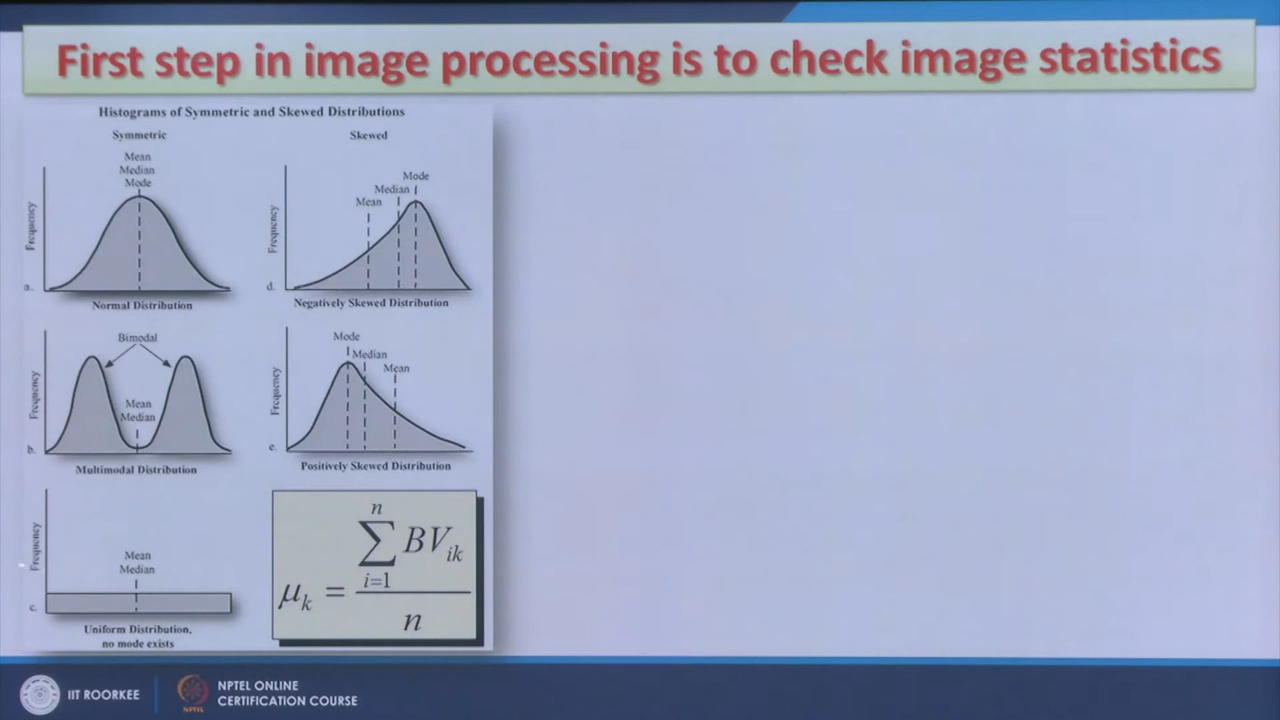 First step in image processing is to check image statistics
Histograms of Symmetric and Skewed Distributions
Symmetric
Skewed
Mean
Median
Mode
Frequency
a.
Normal Distribution
Mode
Median
Mean
Frequency
d.
Negatively Skewed Distribution
Bimodal
Mean
Median
Frequency
b.
Multimodal Distribution
Mode
Median
Mean
Frequency
e.
Positively Skewed Distribution
Mean
Median
Frequency
c.
Uniform Distribution,
no mode exists
n
∑ BV_ik
i=1
μ_k =
n
IIT ROORKEE
NPTEL
NPTEL ONLINE
CERTIFICATION COURSE